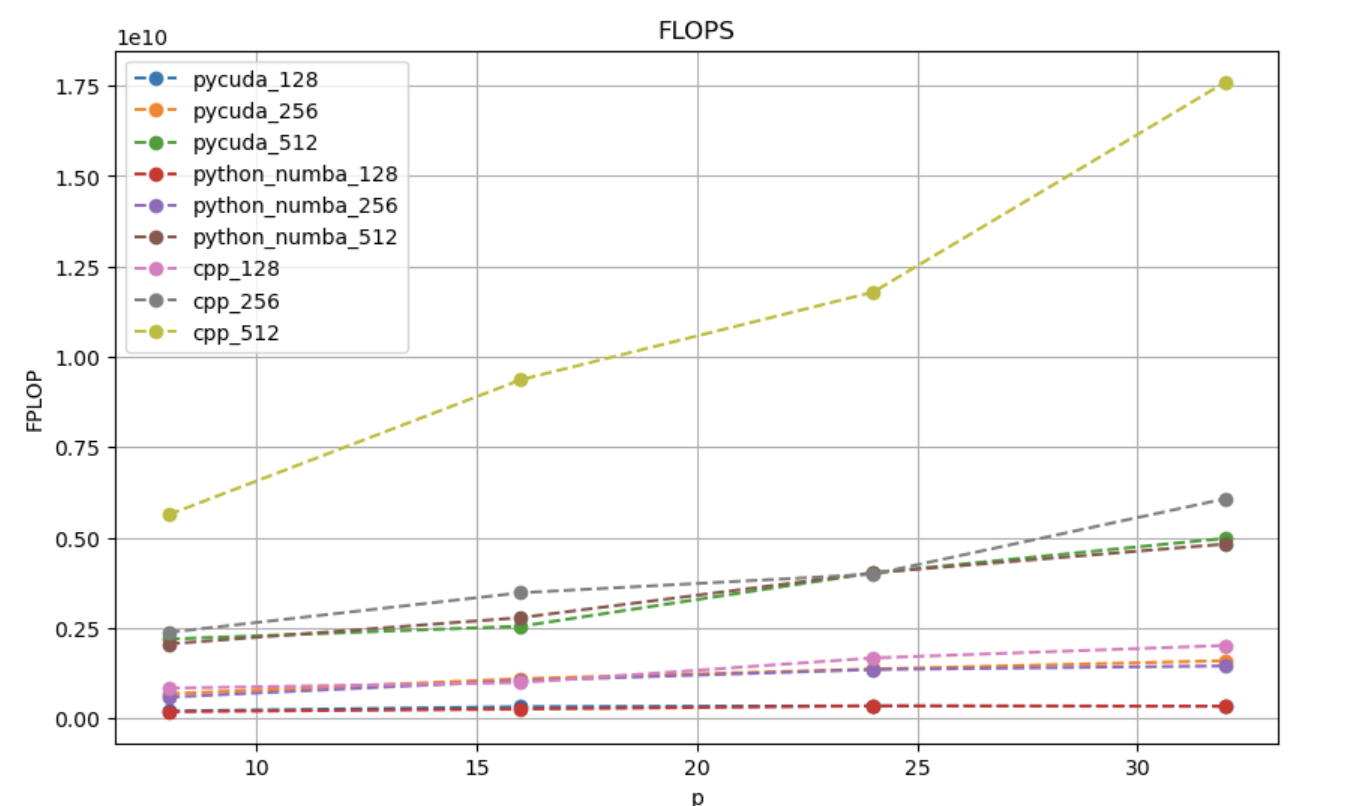 FLOPS
1e10
pycuda_128
pycuda_256
pycuda_512
python_numba_128
python_numba_256
python_numba_512
cpp_128
cpp_256
cpp_512
1.75
1.50
1.25
1.00
0.75
0.50
0.25
0.00
FPLOP
10 15 20 25 30
p